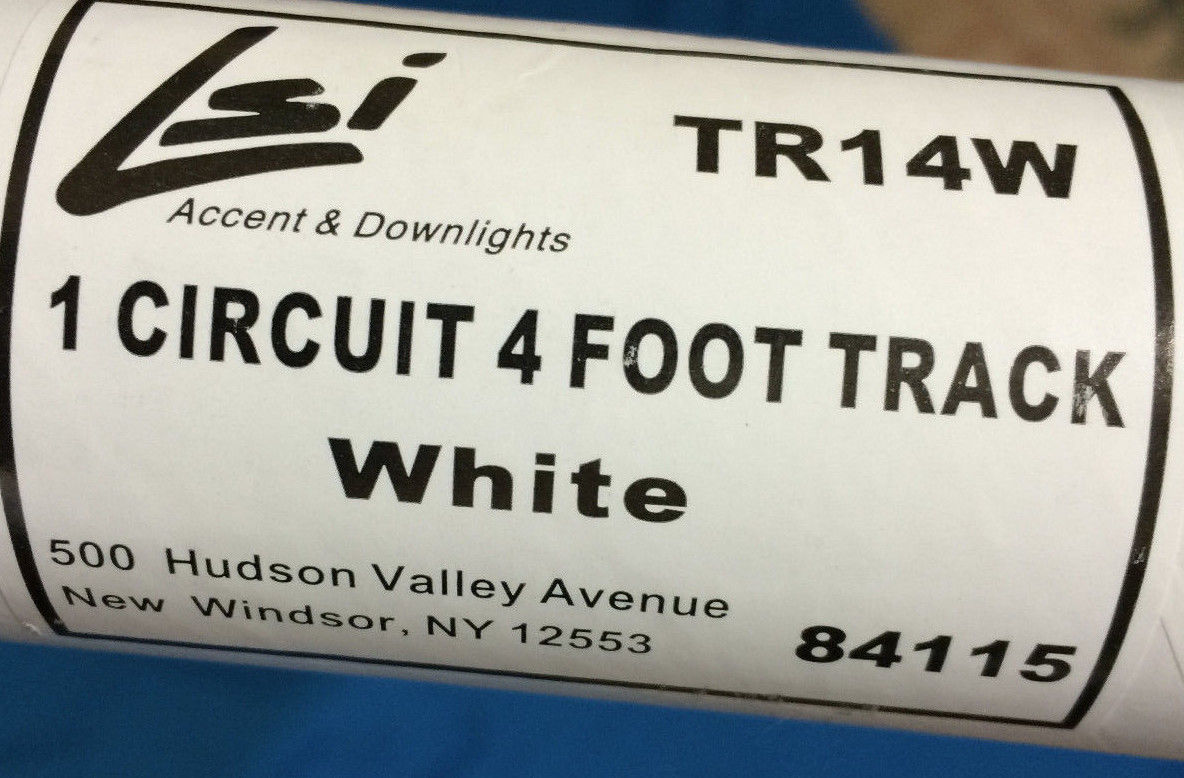 Lsi
TR14W
Accent & Downlights
1 CIRCUIT 4 FOOT TRACK
White
500 Hudson Valley Avenue
New Windsor, NY 12553
84115